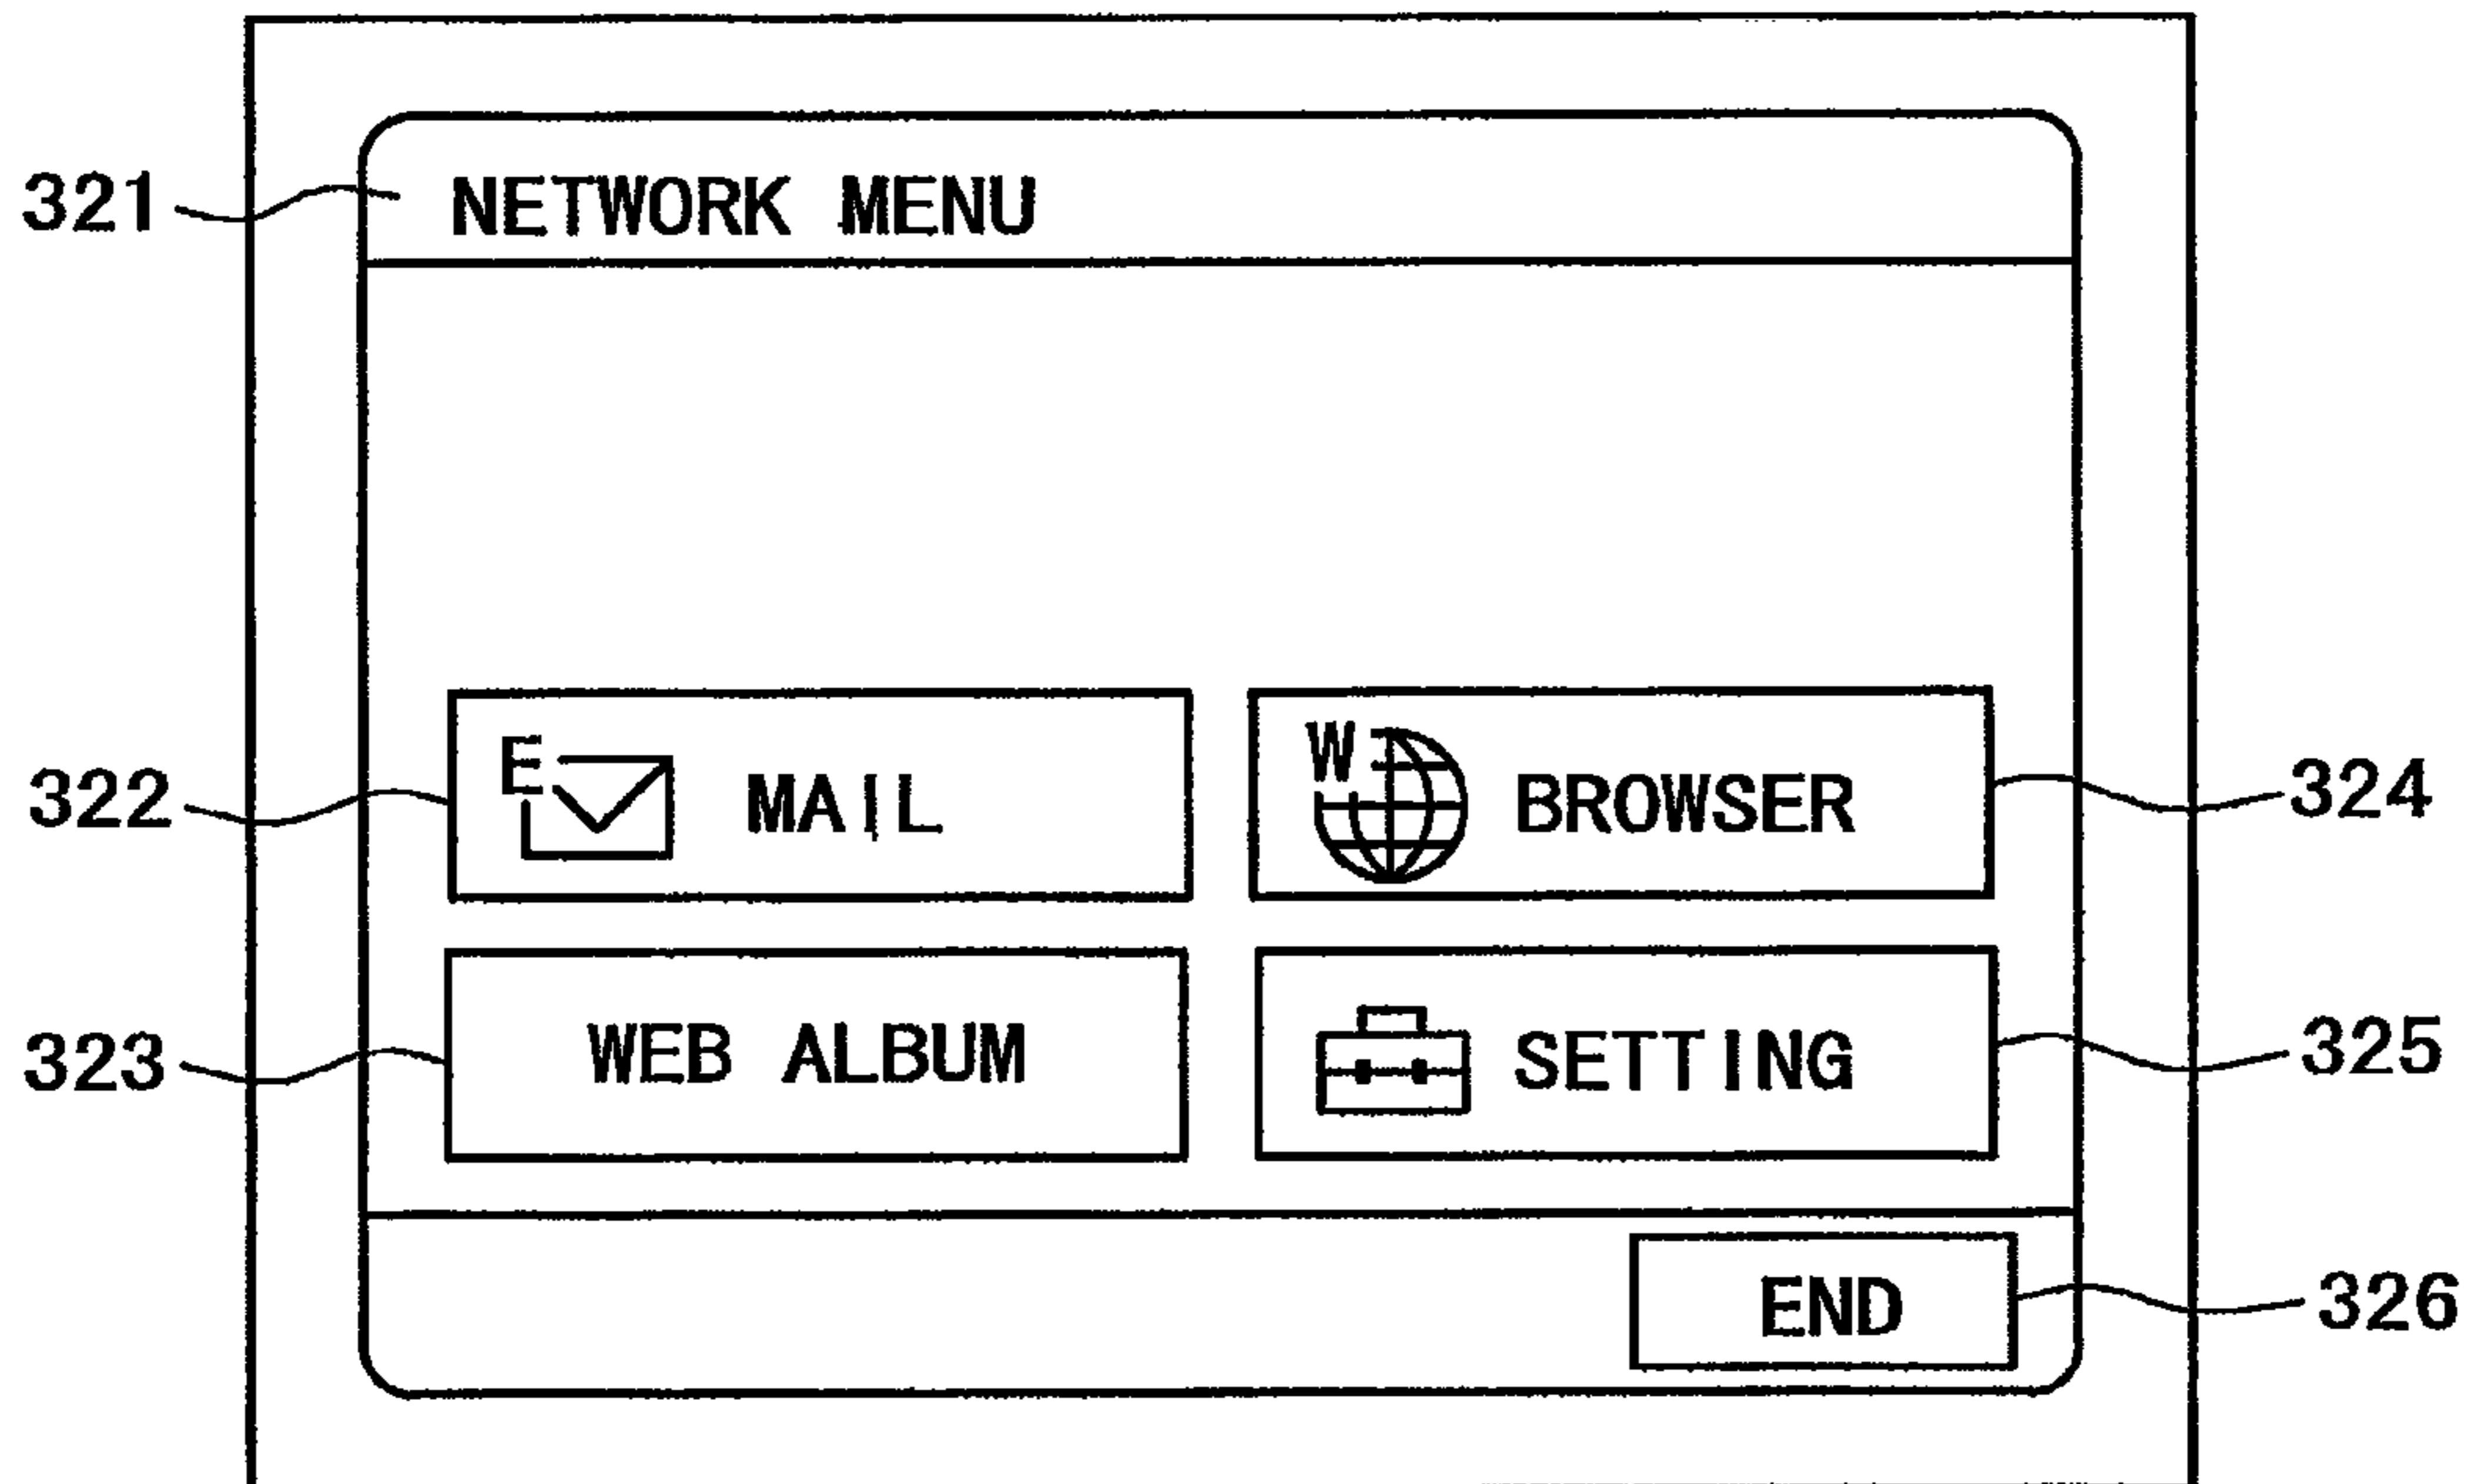 321 NETWORK MENU
322 E MAIL W BROWSER 324
323 WEB ALBUM SETTING 325
END 326